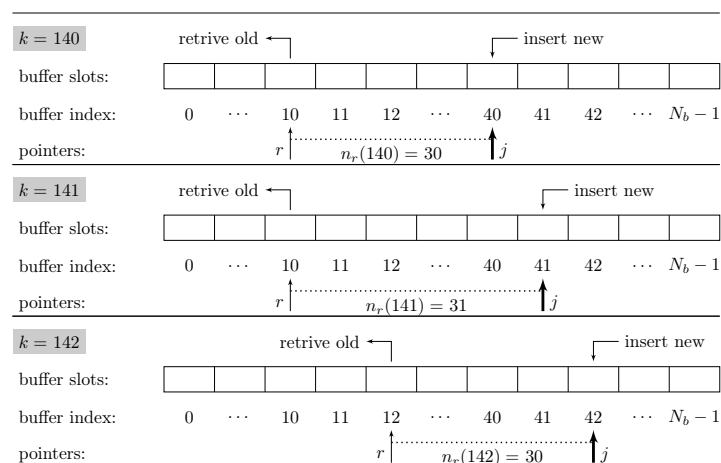 k = 140
retrive old
insert new
buffer slots:
buffer index: 0 ⋯ 10 11 12 ⋯ 40 41 42 ⋯ N_b − 1
pointers: r n_r(140) = 30 j
k = 141
retrive old
insert new
buffer slots:
buffer index: 0 ⋯ 10 11 12 ⋯ 40 41 42 ⋯ N_b − 1
pointers: r n_r(141) = 31 j
k = 142
retrive old
insert new
buffer slots:
buffer index: 0 ⋯ 10 11 12 ⋯ 40 41 42 ⋯ N_b − 1
pointers: r n_r(142) = 30 j